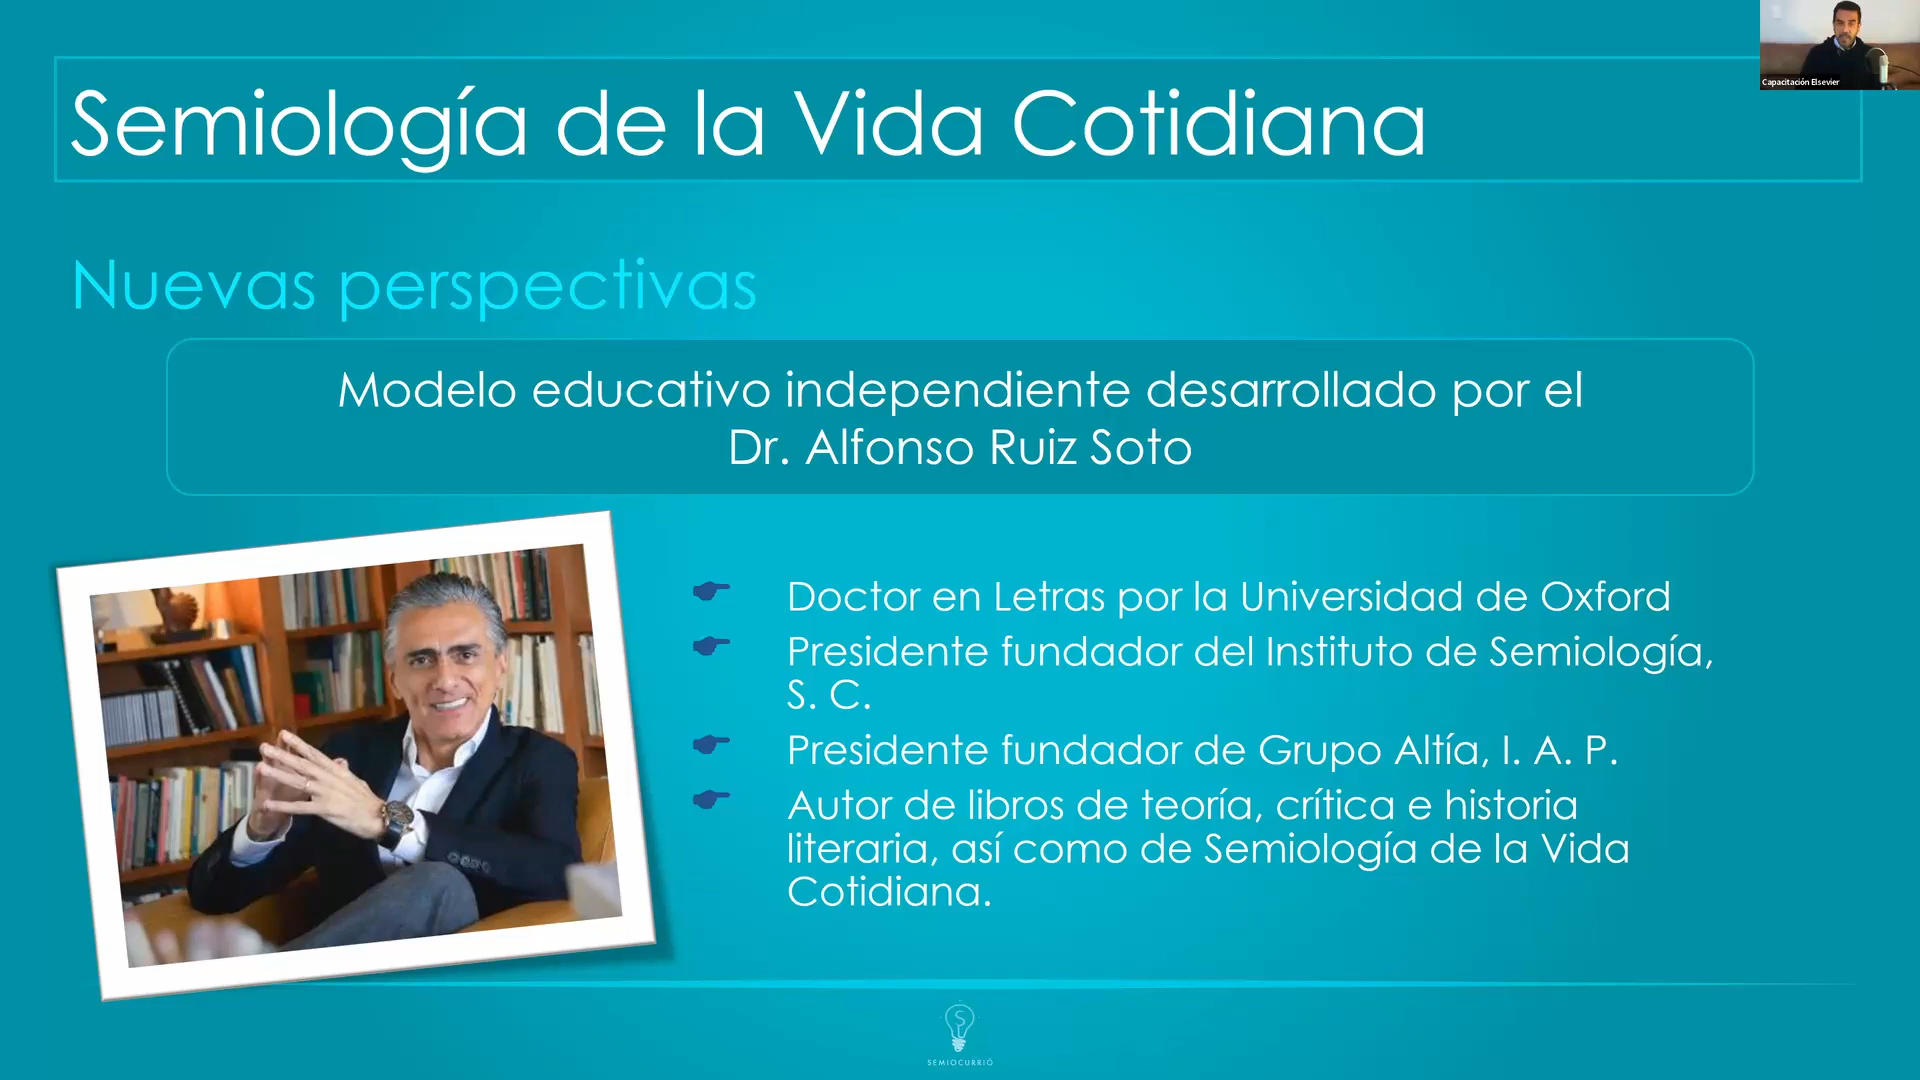 Capacitación Elsevier
Semiología de la Vida Cotidiana
Nuevas perspectivas
Modelo educativo independiente desarrollado por el
Dr. Alfonso Ruiz Soto
Doctor en Letras por la Universidad de Oxford
Presidente fundador del Instituto de Semiología,
S. C.
Presidente fundador de Grupo Altía, I. A. P.
Autor de libros de teoría, crítica e historia
literaria, así como de Semiología de la Vida
Cotidiana.
SEMIOCURRIÓ